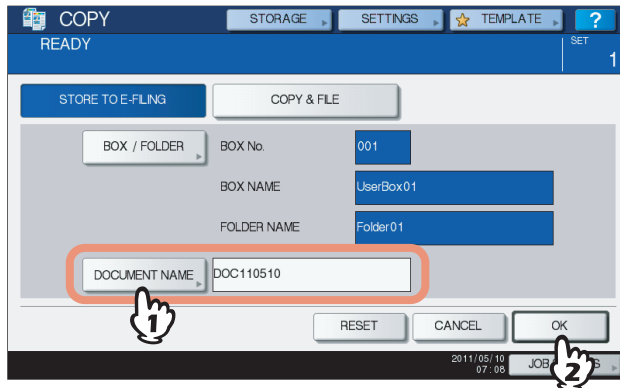 COPY STORAGE SETTINGS TEMPLATE ?
READY SET
1
STORE TO E-FILING COPY & FILE
BOX / FOLDER BOX No. 001
BOX NAME UserBox01
FOLDER NAME Folder01
DOCUMENT NAME DOC110510
1
RESET CANCEL OK
2011/05/10
07:08 JOB S
2